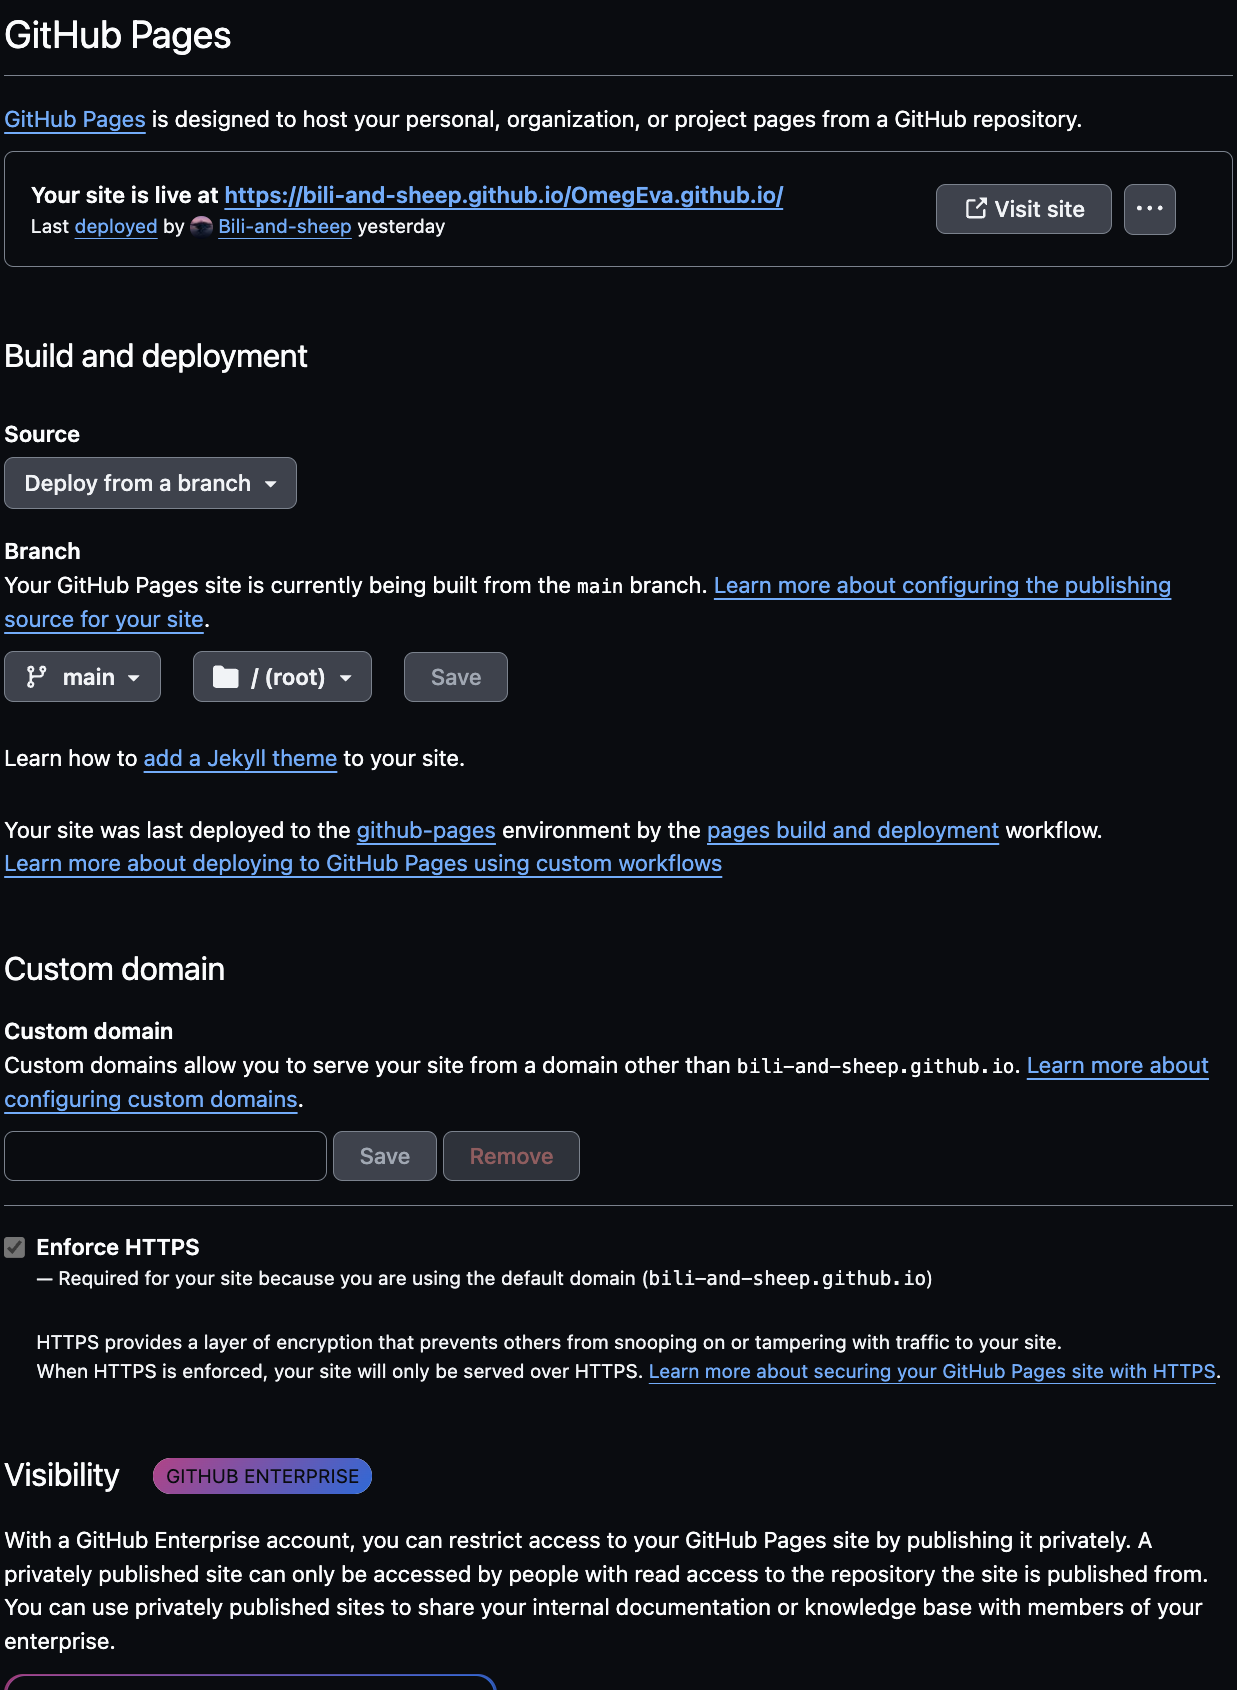 GitHub Pages
GitHub Pages is designed to host your personal, organization, or project pages from a GitHub repository.
Your site is live at https://bili-and-sheep.github.io/OmegEva.github.io/
Last deployed by Bili-and-sheep yesterday
Visit site
Build and deployment
Source
Deploy from a branch
Branch
Your GitHub Pages site is currently being built from the main branch. Learn more about configuring the publishing
source for your site.
main
/ (root)
Save
Learn how to add a Jekyll theme to your site.
Your site was last deployed to the github-pages environment by the pages build and deployment workflow.
Learn more about deploying to GitHub Pages using custom workflows
Custom domain
Custom domain
Custom domains allow you to serve your site from a domain other than bili-and-sheep.github.io. Learn more about
configuring custom domains.
Save
Remove
Enforce HTTPS
— Required for your site because you are using the default domain (bili-and-sheep.github.io)
HTTPS provides a layer of encryption that prevents others from snooping on or tampering with traffic to your site.
When HTTPS is enforced, your site will only be served over HTTPS. Learn more about securing your GitHub Pages site with HTTPS.
Visibility
GITHUB ENTERPRISE
With a GitHub Enterprise account, you can restrict access to your GitHub Pages site by publishing it privately. A
privately published site can only be accessed by people with read access to the repository the site is published from.
You can use privately published sites to share your internal documentation or knowledge base with members of your
enterprise.